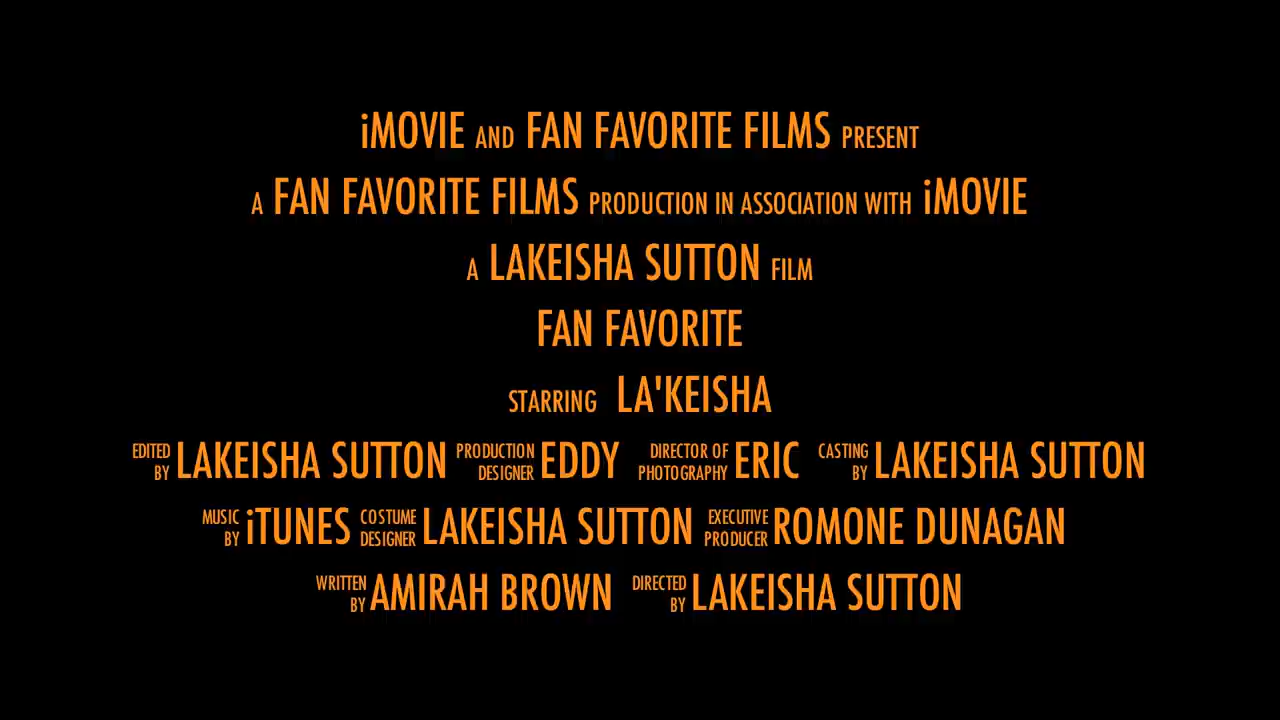 iMOVIE AND FAN FAVORITE FILMS PRESENT
A FAN FAVORITE FILMS PRODUCTION IN ASSOCIATION WITH iMOVIE
A LAKEISHA SUTTON FILM
FAN FAVORITE
STARRING LA'KEISHA
EDITED BY LAKEISHA SUTTON PRODUCTION DESIGNER EDDY DIRECTOR OF PHOTOGRAPHY ERIC CASTING BY LAKEISHA SUTTON
MUSIC BY iTUNES COSTUME DESIGNER LAKEISHA SUTTON EXECUTIVE PRODUCER ROMONE DUNAGAN
WRITTEN BY AMIRAH BROWN DIRECTED BY LAKEISHA SUTTON